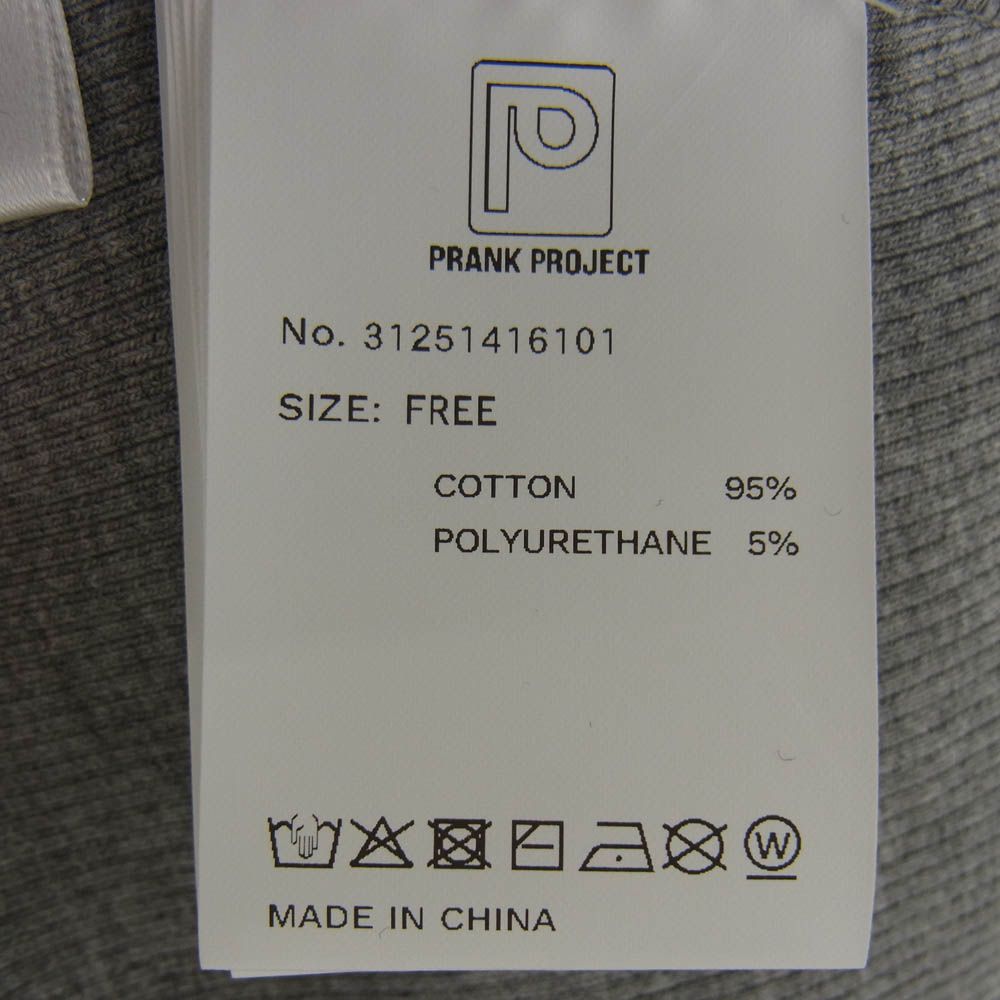 PRANK PROJECT
No. 31251416101
SIZE: FREE
COTTON 95%
POLYURETHANE 5%
W
MADE IN CHINA